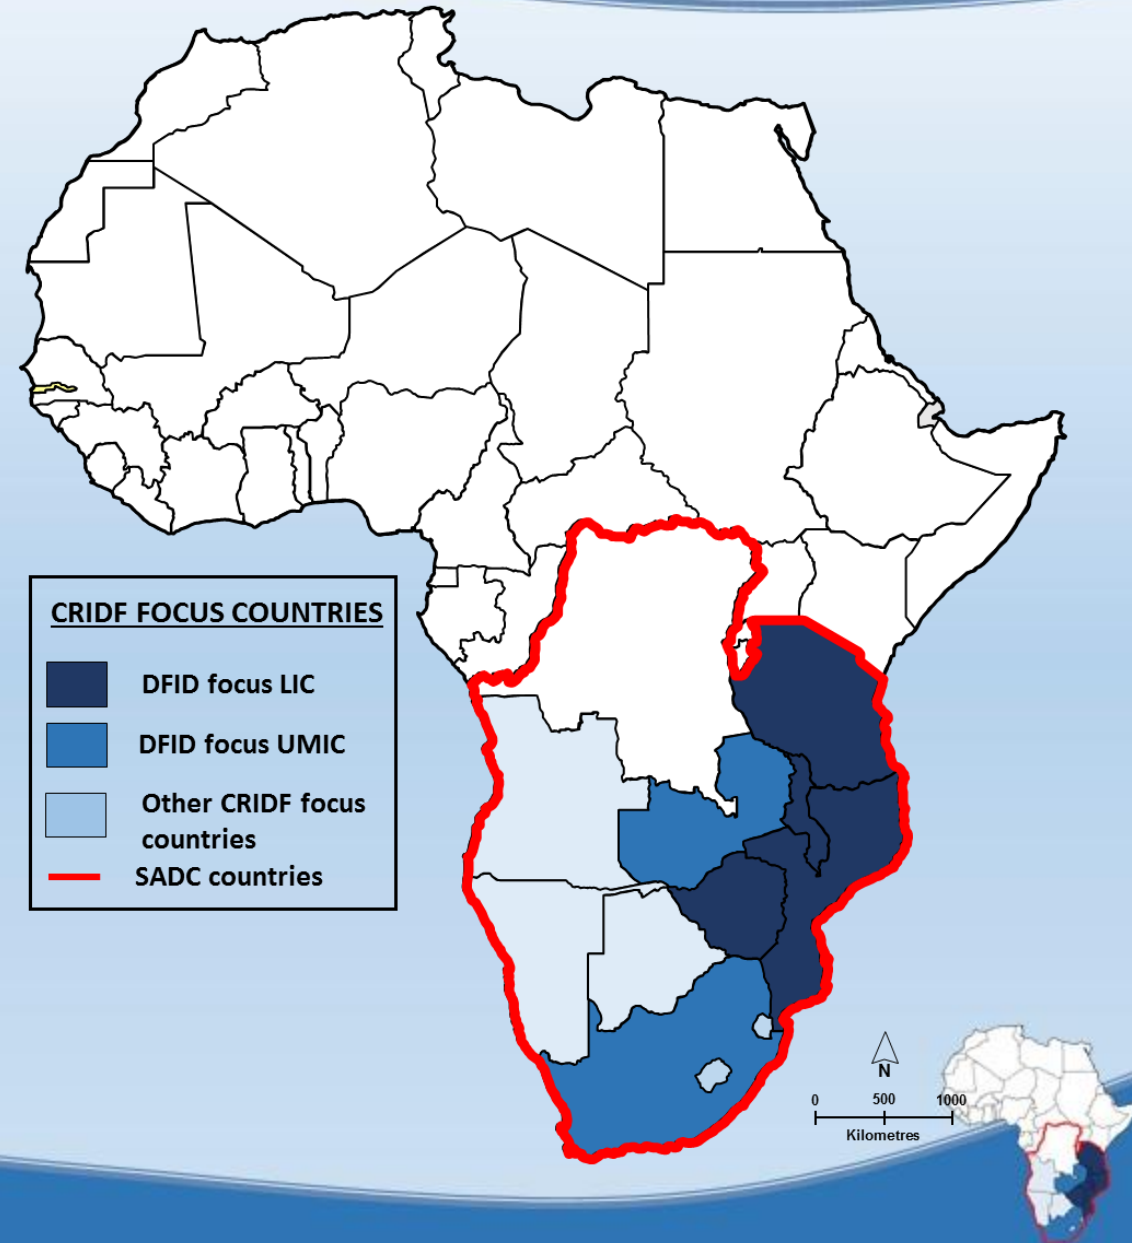 CRIDF FOCUS COUNTRIES
DFID focus LIC
DFID focus UMIC
Other CRIDF focus
countries
SADC countries
N
0 500 1000
Kilometres